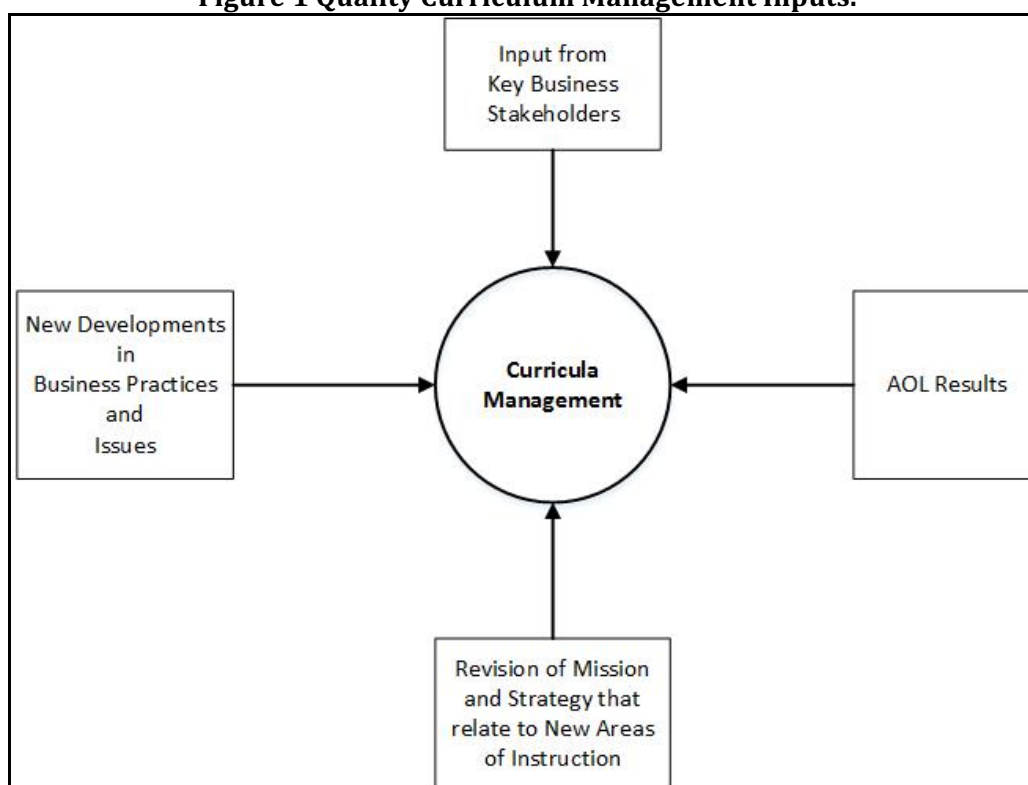 Figure 1 Quality Curriculum Management Inputs.
Input from
Key Business
Stakeholders
New Developments
in
Business Practices
and
Issues
Curricula
Management
AOL Results
Revision of Mission
and Strategy that
relate to New Areas
of Instruction